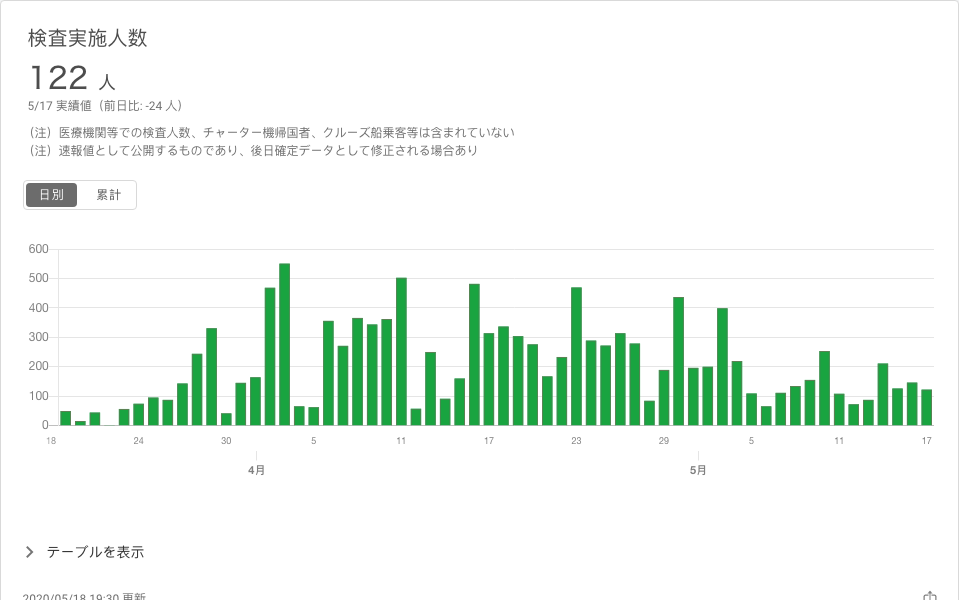 検査実施人数
122 人
5/17 実績値（前日比: -24 人）
（注）医療機関等での検査人数、チャーター機帰国者、クルーズ船乗客等は含まれていない
（注）速報値として公開するものであり、後日確定データとして修正される場合あり
日別 累計
600
500
400
300
200
100
0
18 24 30 5 11 17 23 29 5 11 17
4月 5月
テーブルを表示
2020/05/18 19:30 更新